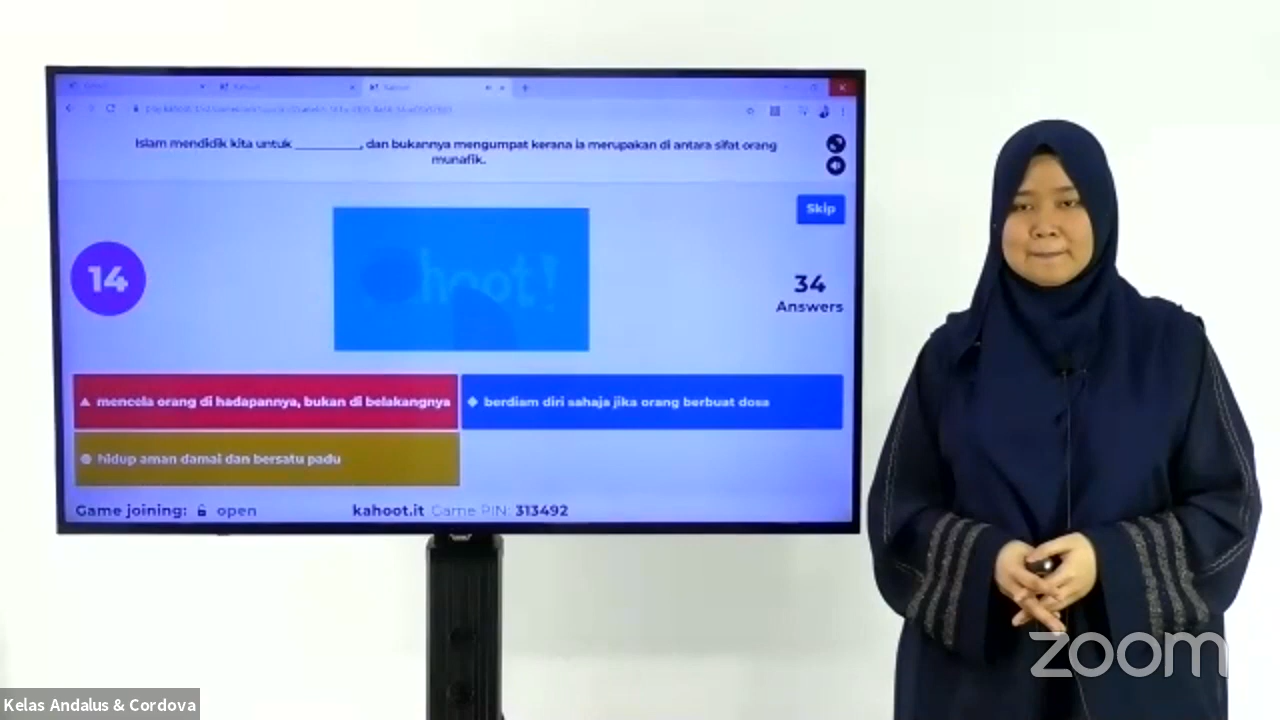 Islam mendidik kita untuk __________, dan bukannya mengumpat kerana ia merupakan di antara sifat orang
munafik.
Skip
14
hoot!
34
Answers
mencela orang di hadapannya, bukan di belakangnya
berdiam diri sahaja jika orang berbuat dosa
hidup aman damai dan bersatu padu
Game joining: open
kahoot.it Game PIN: 313492
zoom
Kelas Andalus & Cordova